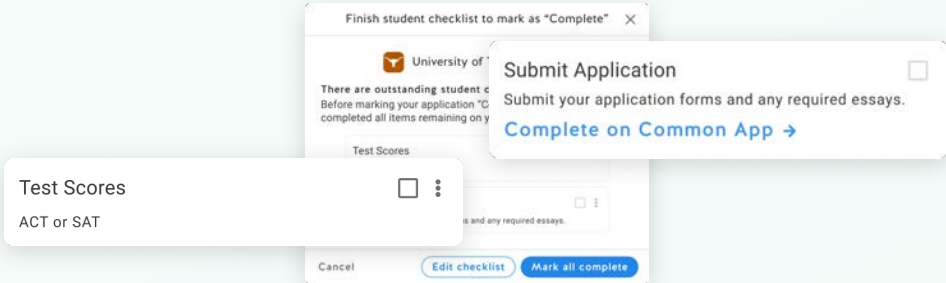 Finish student checklist to mark as “Complete”
University of
There are outstanding student
Before marking your application
completed all items remaining on
Test Scores
and any required essays.
Cancel
Edit checklist
Mark all complete
Submit Application
Submit your application forms and any required essays.
Complete on Common App →
Test Scores
ACT or SAT